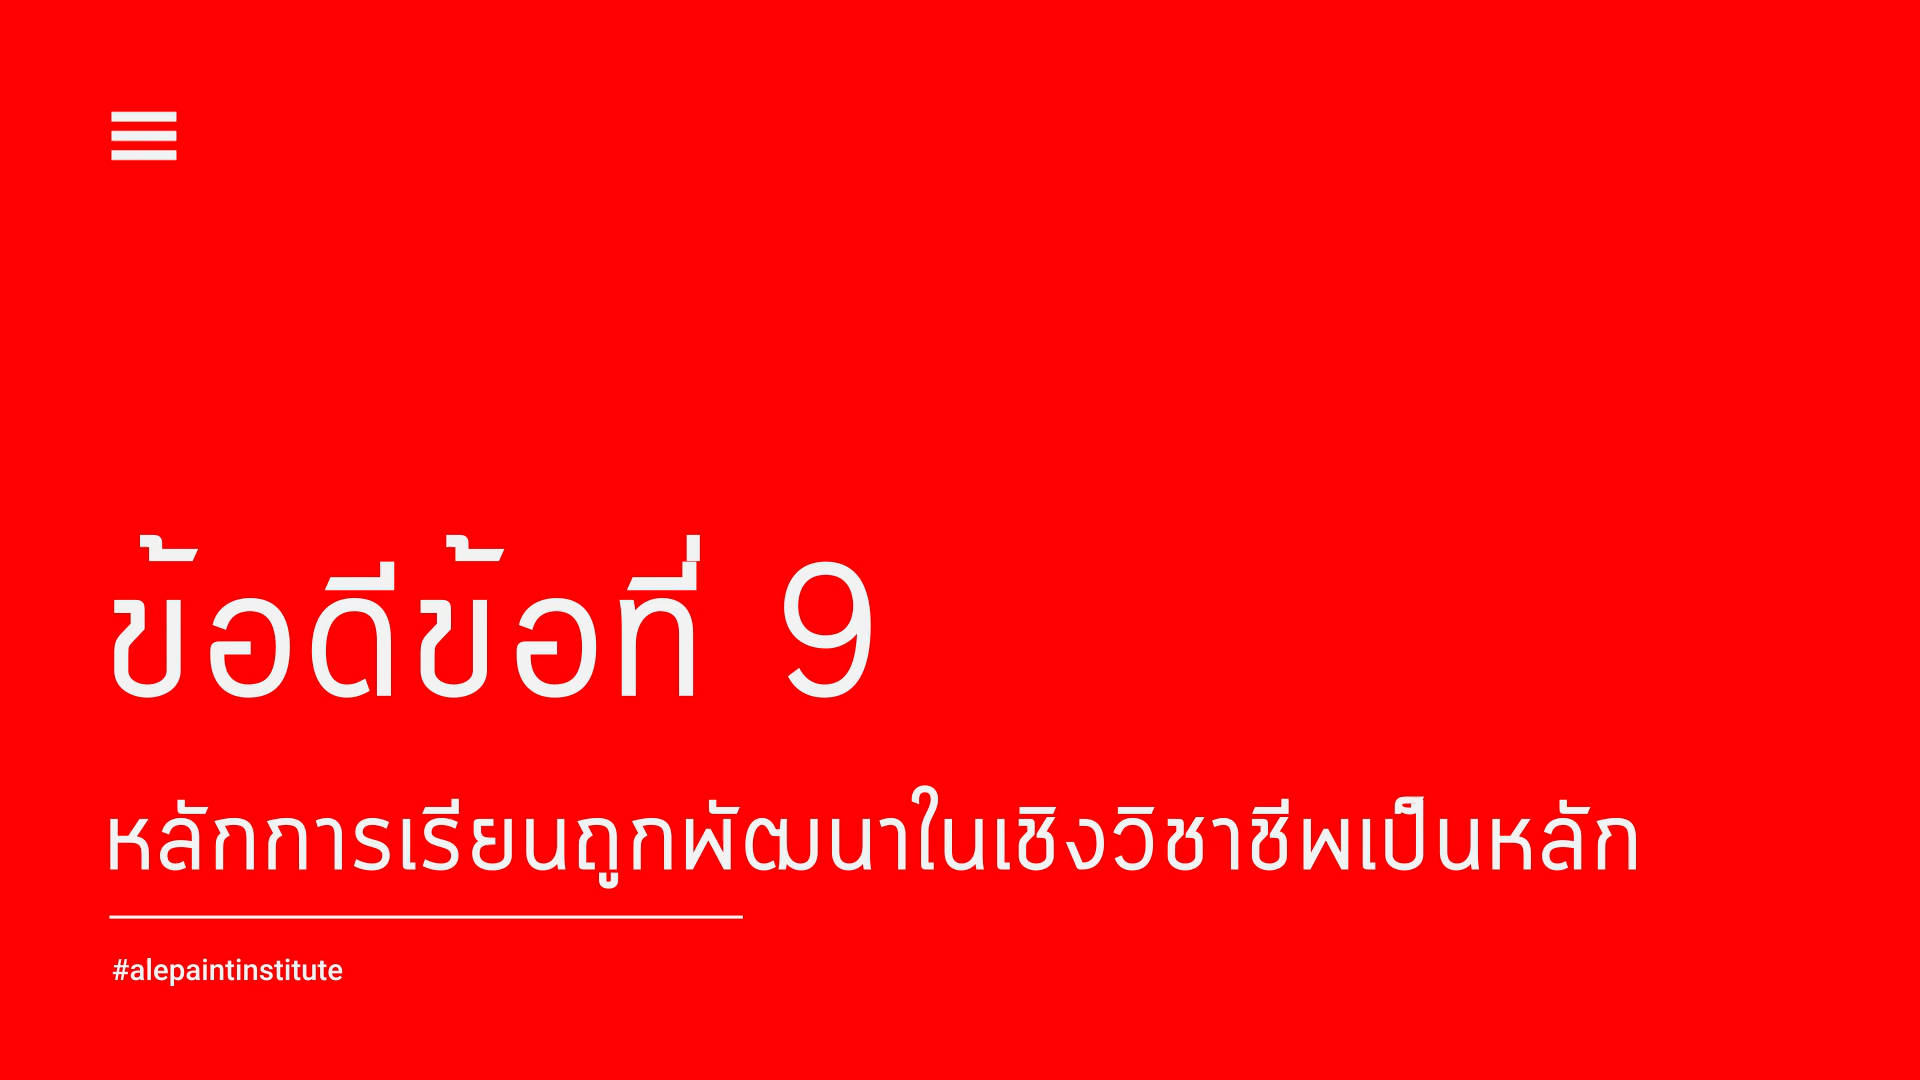 ข้อดีข้อที่ 9
หลักการเรียนถูกพัฒนาในเชิงวิชาชีพเป็นหลัก
#alepaintinstitute